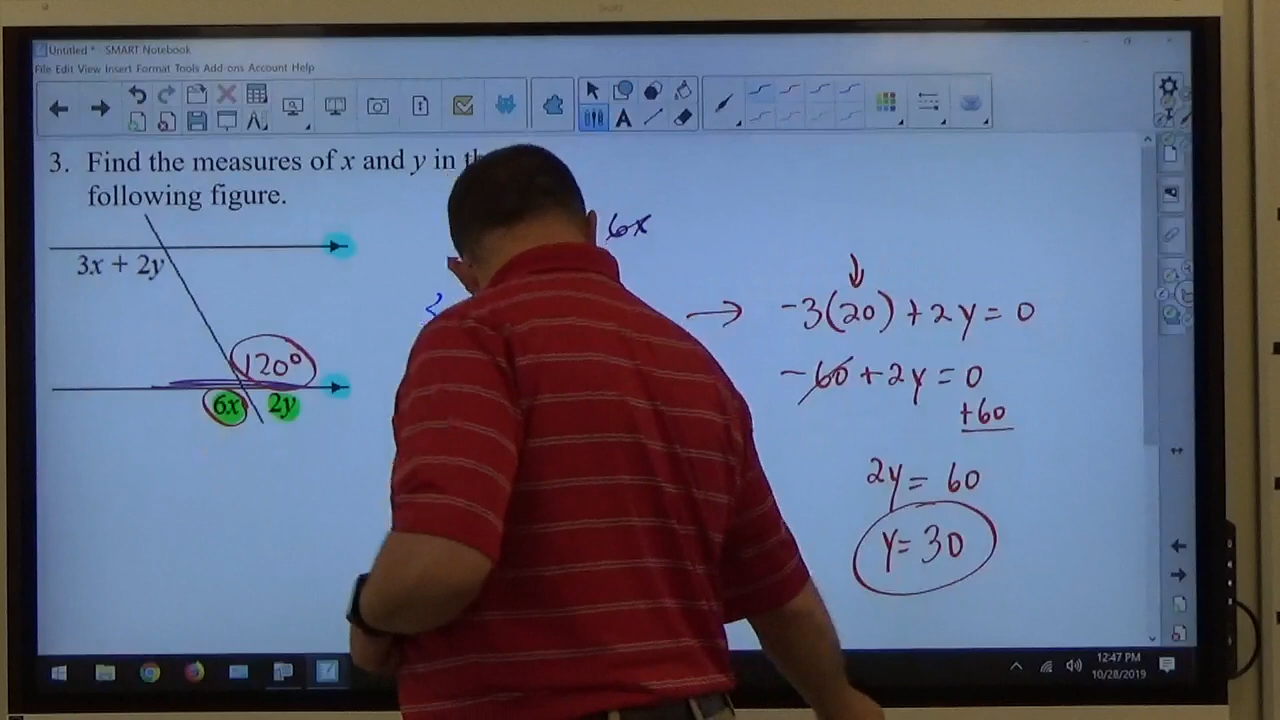 Untitled * SMART Notebook
File Edit View Insert Format Tools Add-ons Account Help
3. Find the measures of x and y in
following figure.
3x + 2y
120°
6x 2y
6x
→ -3(20) + 2y = 0
-60 + 2y = 0
+60
2y = 60
y = 30
12:47 PM
10/28/2019